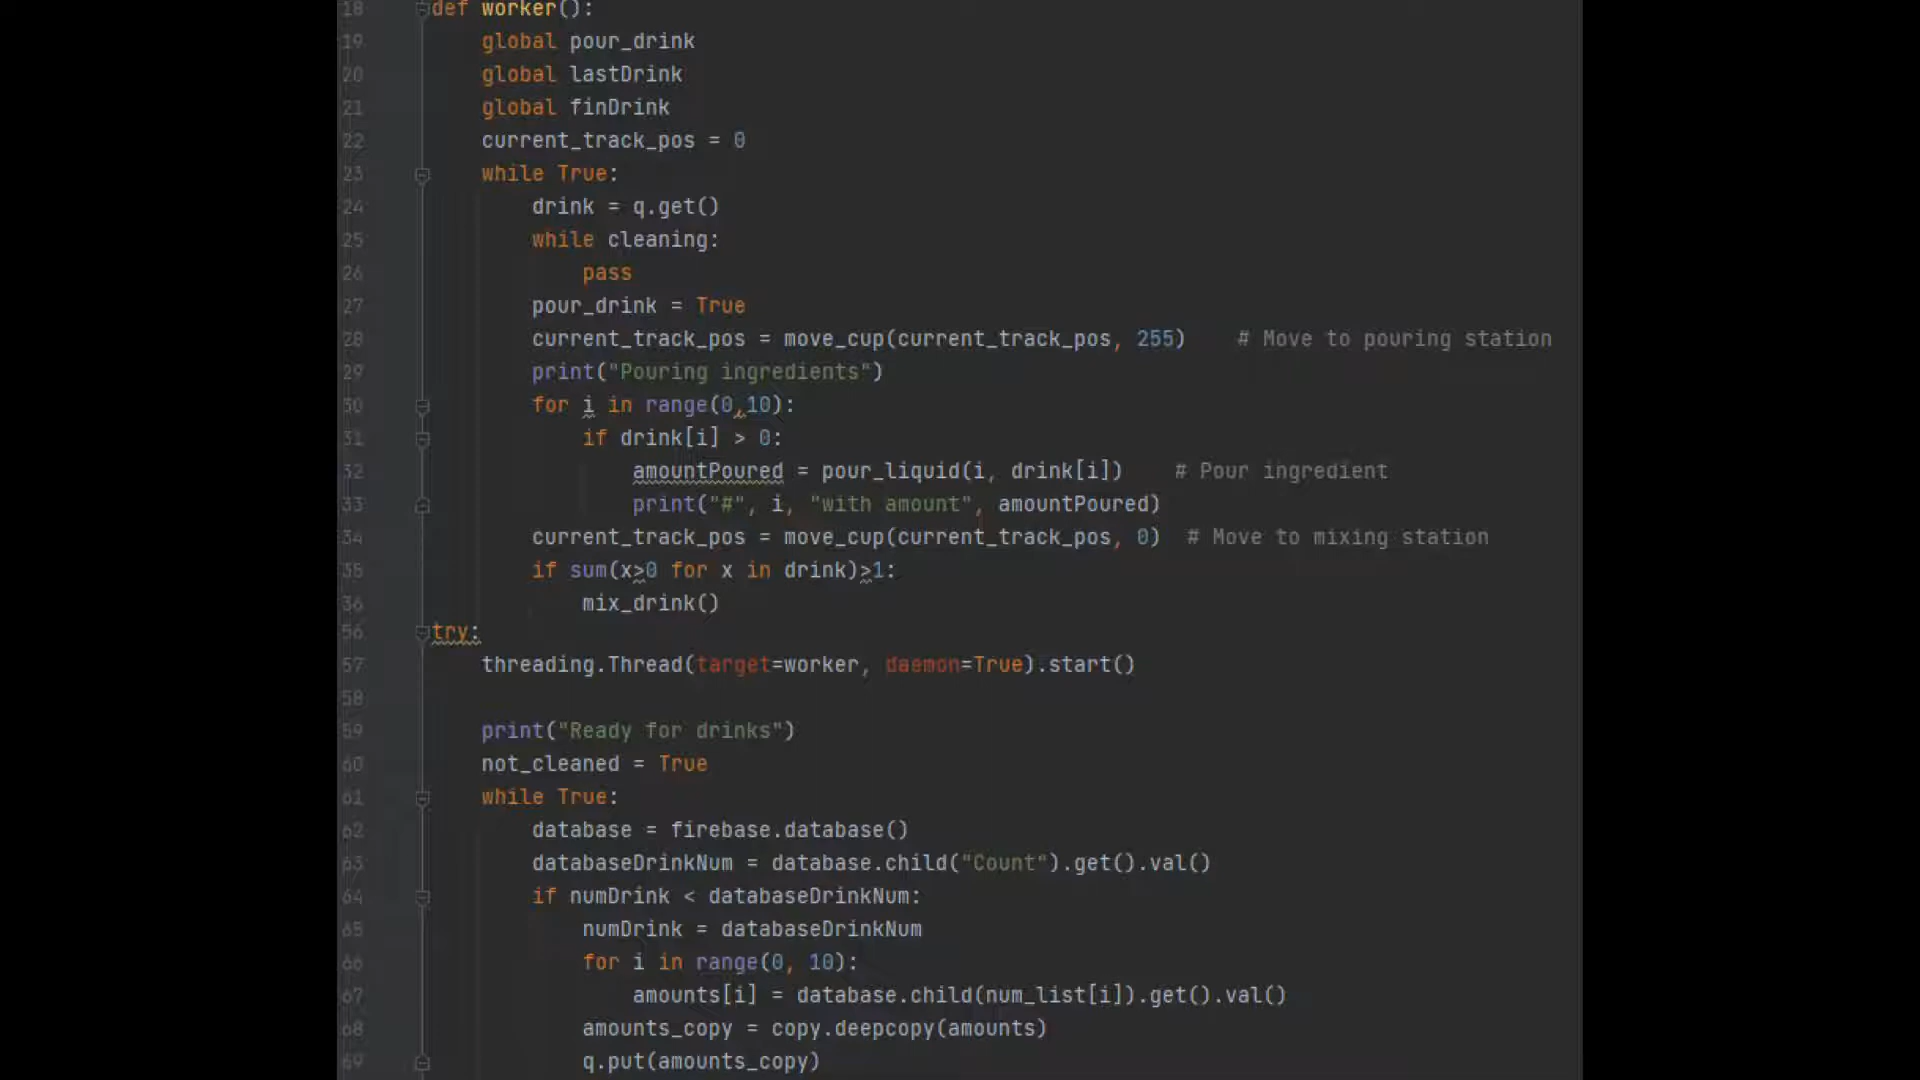 18 def worker():
19 global pour_drink
20 global lastDrink
21 global finDrink
22 current_track_pos = 0
23 while True:
24 drink = q.get()
25 while cleaning:
26 pass
27 pour_drink = True
28 current_track_pos = move_cup(current_track_pos, 255) # Move to pouring station
29 print("Pouring ingredients")
30 for i in range(0,10):
31 if drink[i] > 0:
32 amountPoured = pour_liquid(i, drink[i]) # Pour ingredient
33 print("#", i, "with amount", amountPoured)
34 current_track_pos = move_cup(current_track_pos, 0) # Move to mixing station
35 if sum(x>0 for x in drink)>1:
36 mix_drink()
56 try:
57 threading.Thread(target=worker, daemon=True).start()
58
59 print("Ready for drinks")
60 not_cleaned = True
61 while True:
62 database = firebase.database()
63 databaseDrinkNum = database.child("Count").get().val()
64 if numDrink < databaseDrinkNum:
65 numDrink = databaseDrinkNum
66 for i in range(0, 10):
67 amounts[i] = database.child(num_list[i]).get().val()
68 amounts_copy = copy.deepcopy(amounts)
69 q.put(amounts_copy)